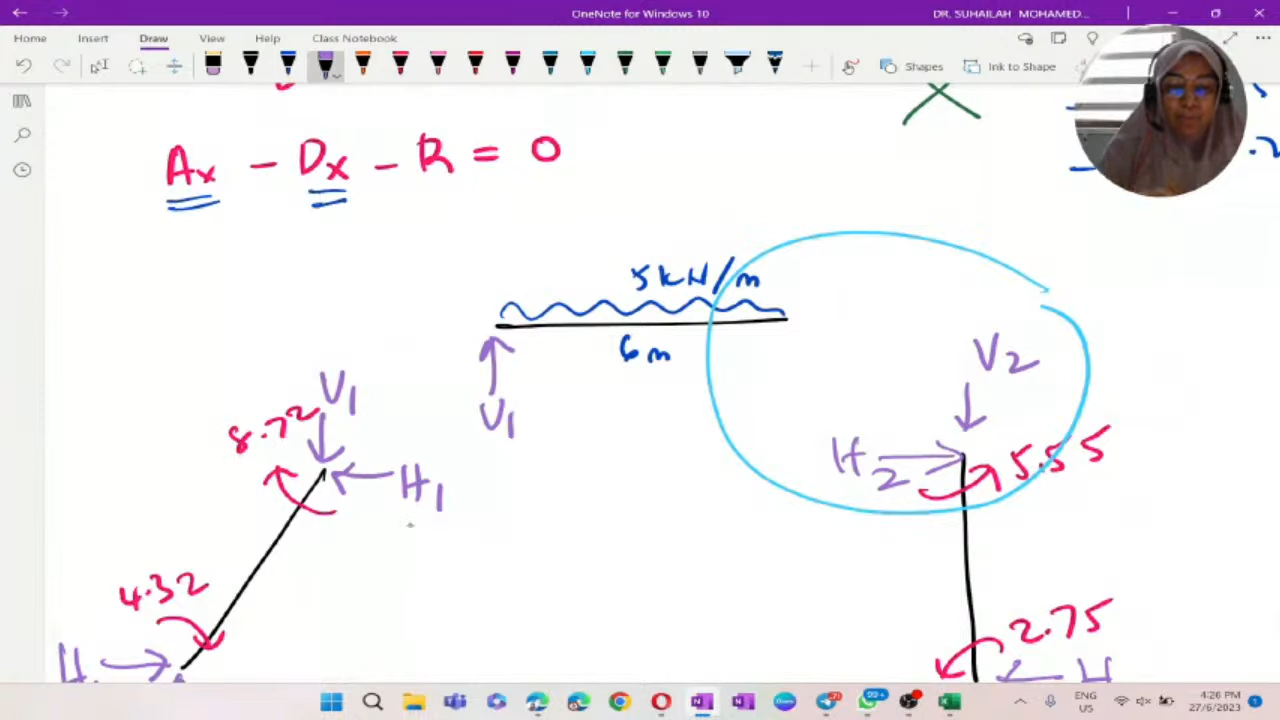 OneNote for Windows 10
DR. SUHAILAH MOHAMED...
Home Insert Draw View Help Class Notebook
Shapes Ink to Shape
Ax - Dx - R = 0
5 kN/m
6 m
V1
V1
8.72
H1
4.32
V2
H2
5.55
2.75
H
99+
ENG
UK
4:26 PM
27/6/2023